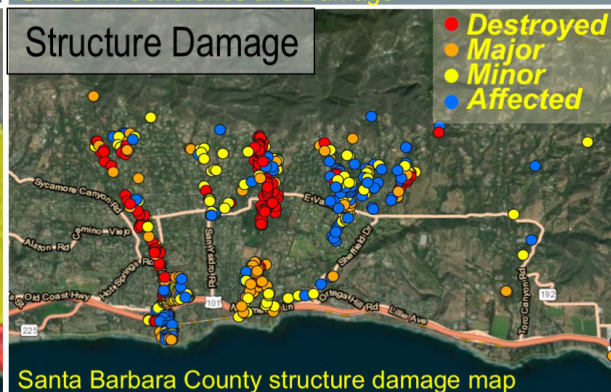 Structure Damage
Destroyed
Major
Minor
Affected
Sycamore Canyon Rd
Camino Viejo
Alston Rd
Hot Springs Rd
San Ysidro Rd
E Va
Sheffield Dr
Old Coast Hwy
101
Ln
Ortega Hill Rd
Lillie Ave
Toro Canyon Rd
192
225
Santa Barbara County structure damage map